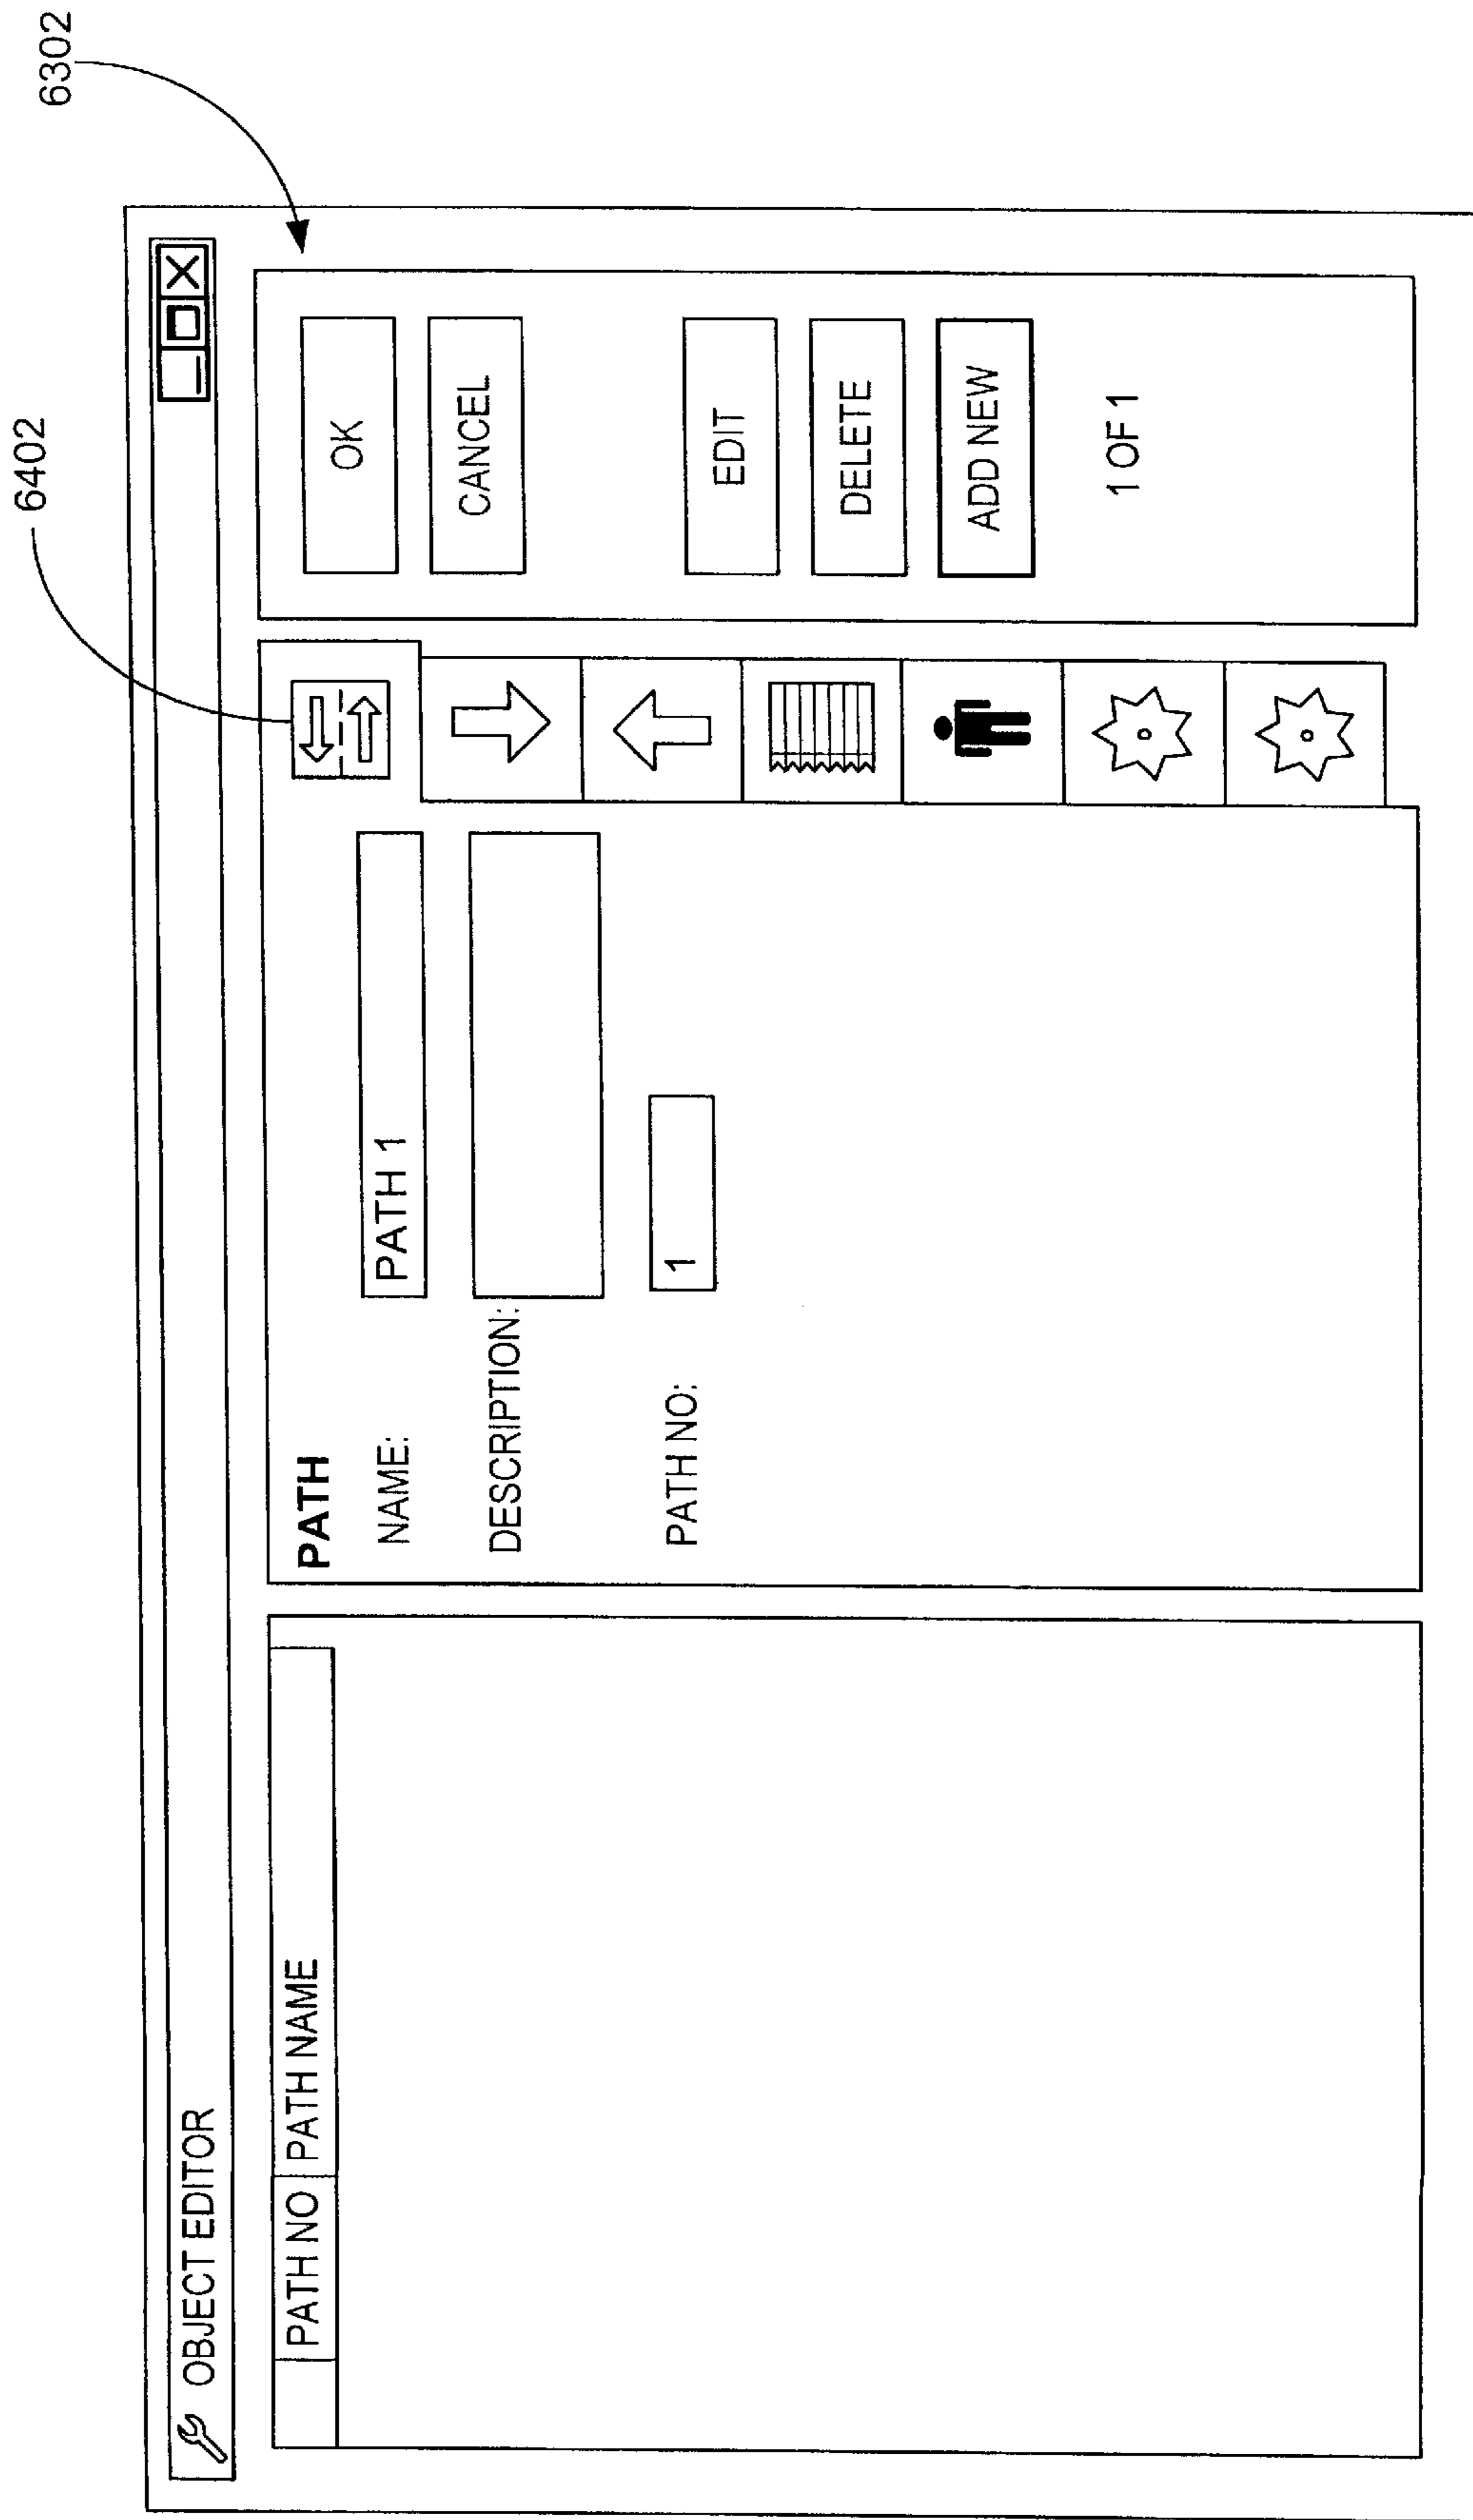 6402
6302
OBJECT EDITOR
PATH NO PATH NAME
PATH
NAME: PATH 1
DESCRIPTION:
PATH NO: 1
OK
CANCEL
EDIT
DELETE
ADD NEW
1 OF 1